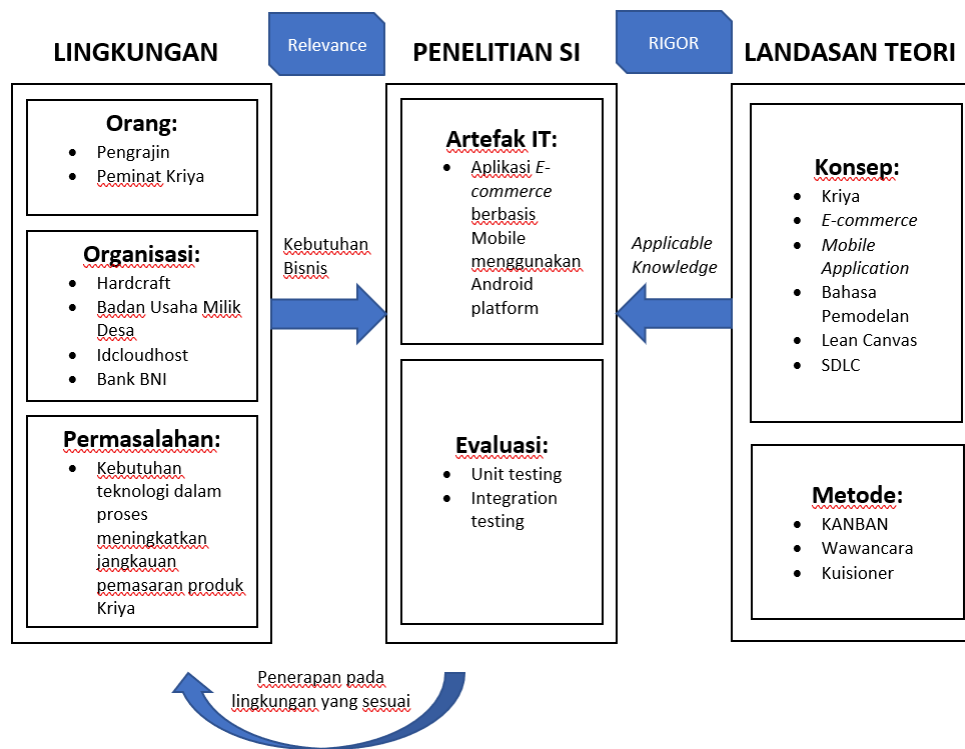 LINGKUNGAN
Relevance
PENELITIAN SI
RIGOR
LANDASAN TEORI
Orang:
• Pengrajin
• Peminat Kriya
Organisasi:
• Hardcraft
• Badan Usaha Milik
Desa
• Idcloudhost
• Bank BNI
Permasalahan:
• Kebutuhan
teknologi dalam
proses
meningkatkan
jangkauan
pemasaran produk
Kriya
Kebutuhan
Bisnis
Artefak IT:
• Aplikasi E-
commerce
berbasis
Mobile
menggunakan
Android
platform
Evaluasi:
• Unit testing
• Integration
testing
Applicable
Knowledge
Konsep:
• Kriya
• E-commerce
• Mobile
Application
• Bahasa
Pemodelan
• Lean Canvas
• SDLC
Metode:
• KANBAN
• Wawancara
• Kuisioner
Penerapan pada
lingkungan yang sesuai